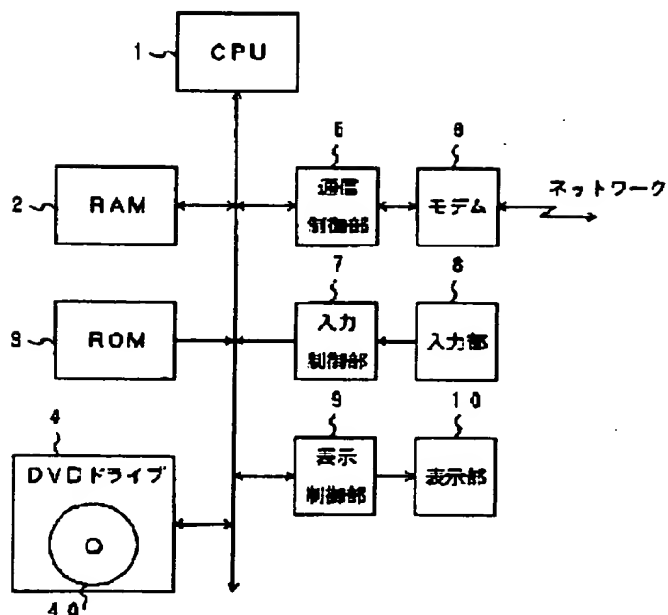 1
CPU
2
RAM
3
ROM
4
DVDドライブ
40
5
通信
制御部
6
モデム
ネットワーク
7
入力
制御部
8
入力部
9
表示
制御部
10
表示部